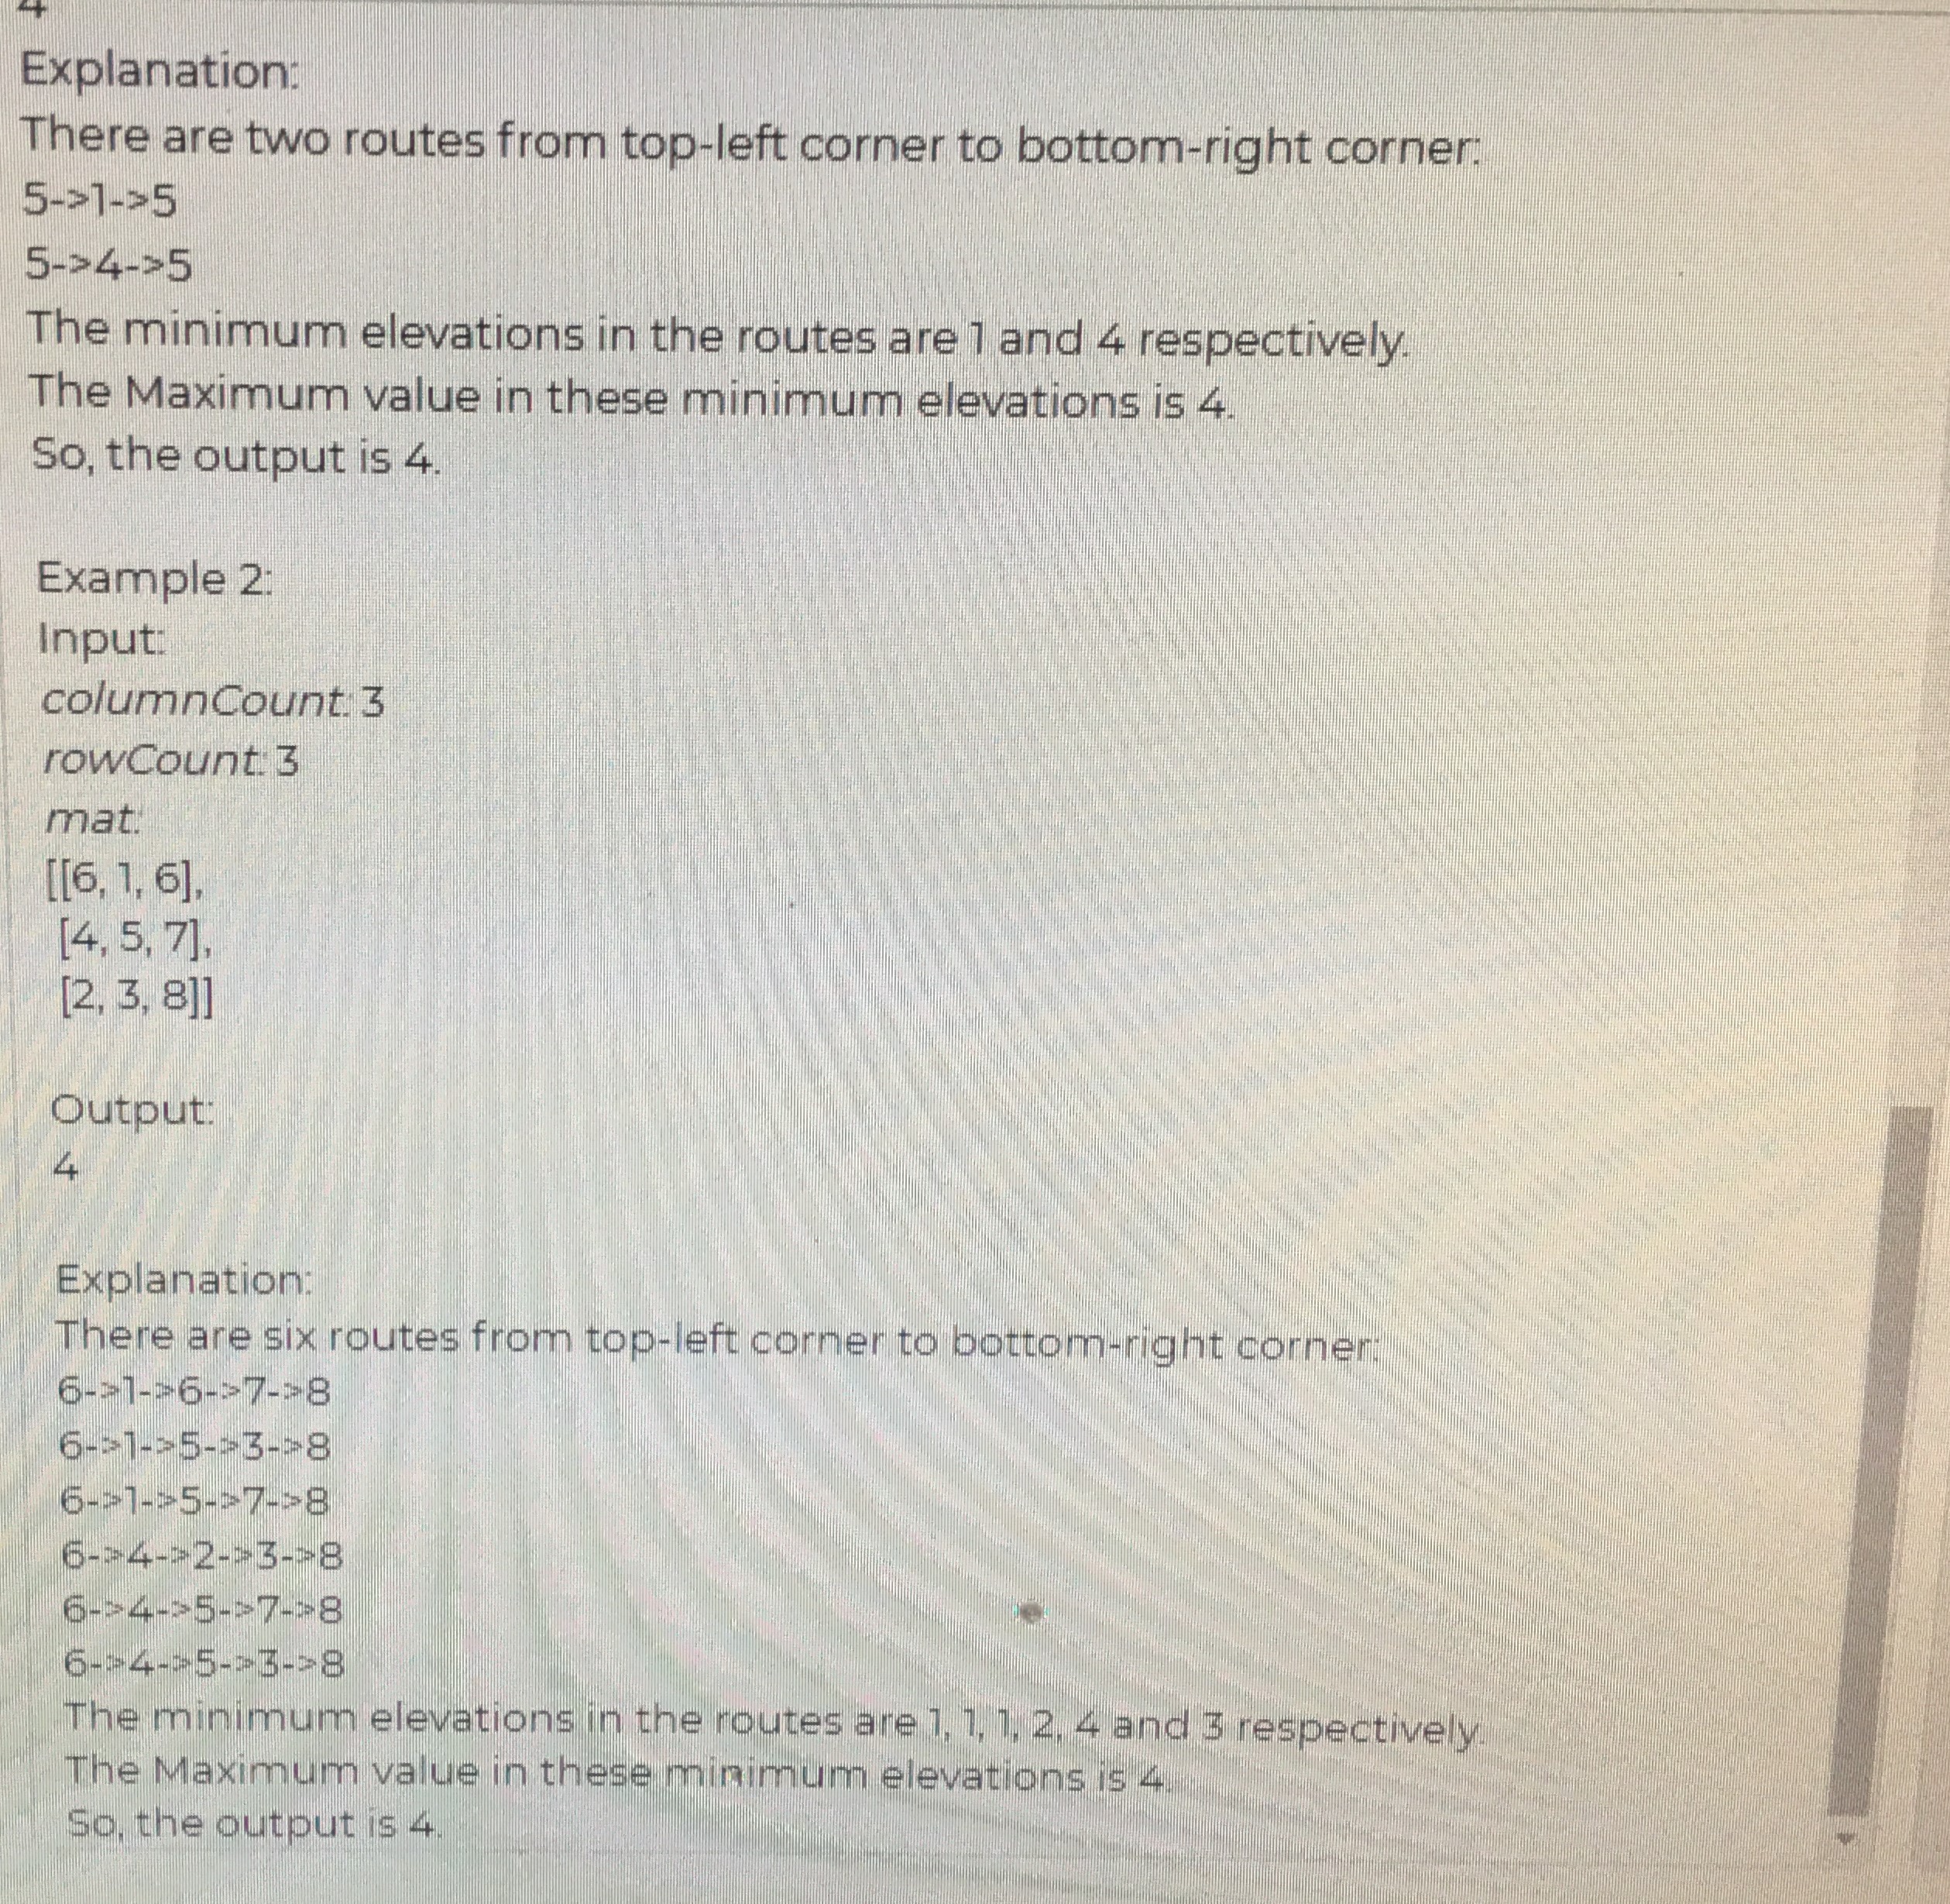 4
Explanation:
There are two routes from top-left corner to bottom-right corner:
5->1->5
5->4->5
The minimum elevations in the routes are 1 and 4 respectively.
The Maximum value in these minimum elevations is 4.
So, the output is 4.
Example 2:
Input:
columnCount: 3
rowCount: 3
mat:
[[6, 1, 6],
[4, 5, 7],
[2, 3, 8]]
Output:
4
Explanation:
There are six routes from top-left corner to bottom-right corner:
6->1->6->7->8
6->1->5->3->8
6->1->5->7->8
6->4->2->3->8
6->4->5->7->8
6->4->5->3->8
The minimum elevations in the routes are 1, 1, 1, 2, 4 and 3 respectively.
The Maximum value in these minimum elevations is 4.
So, the output is 4.